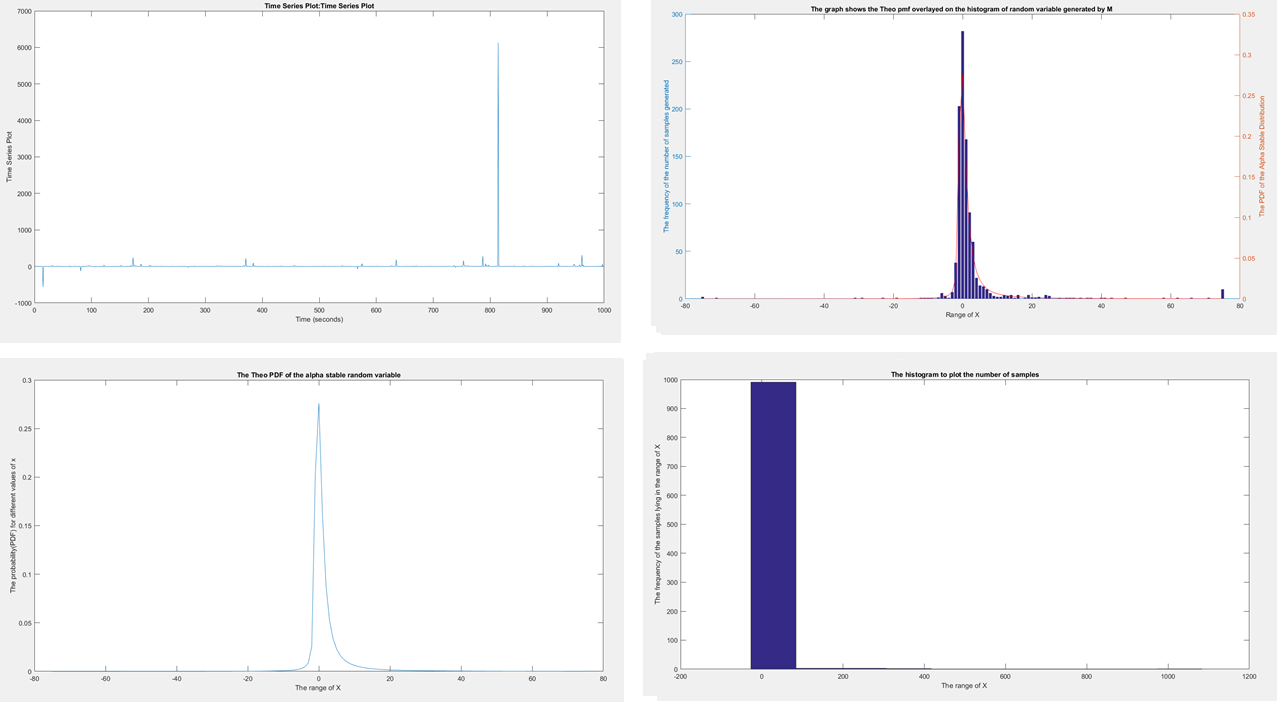 Time Series Plot:Time Series Plot
7000
6000
5000
4000
3000
2000
1000
0
-1000
Time Series Plot
0 100 200 300 400 500 600 700 800 900 1000
Time (seconds)
The graph shows the Theo pmf overlayed on the histogram of random variable generated by M
300
250
200
150
100
50
0
The frequency of the number of samples generated
0.35
0.3
0.25
0.2
0.15
0.1
0.05
0
The PDF of the Alpha Stable Distribution
-80 -60 -40 -20 0 20 40 60 80
Range of X
The Theo PDF of the alpha stable random variable
0.3
0.25
0.2
0.15
0.1
0.05
0
The probability(PDF) for different values of x
-80 -60 -40 -20 0 20 40 60 80
The range of X
The histogram to plot the number of samples
1000
900
800
700
600
500
400
300
200
100
0
The frequency of the samples lying in the range of X
-200 0 200 400 600 800 1000 1200
The range of X